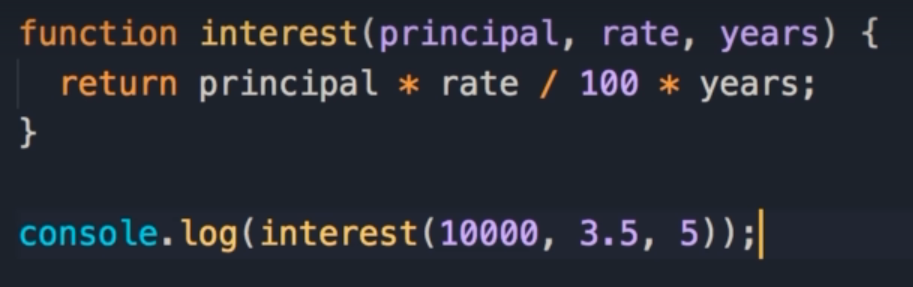 function interest(principal, rate, years) {
  return principal * rate / 100 * years;
}
console.log(interest(10000, 3.5, 5));